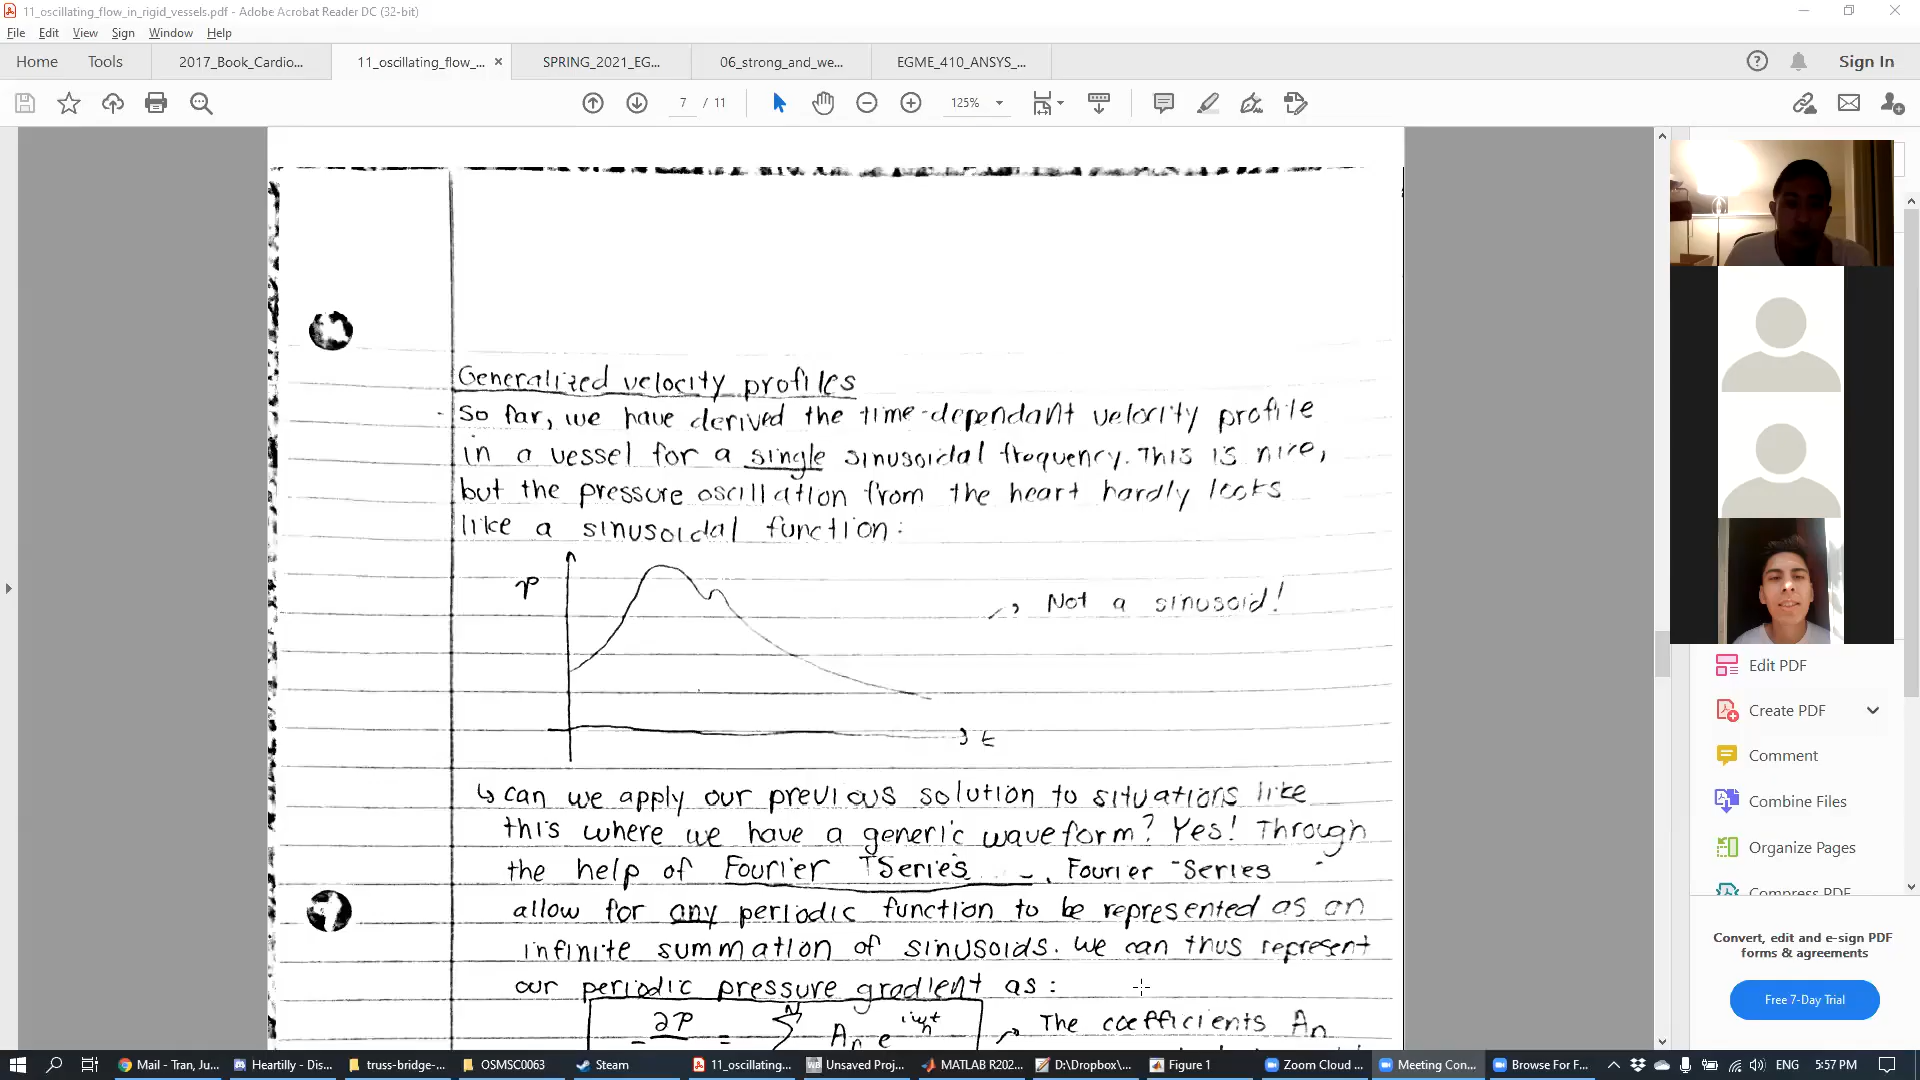 11_oscillating_flow_in_rigid_vessels.pdf - Adobe Acrobat Reader DC (32-bit)
File Edit View Sign Window Help
Home Tools 2017_Book_Cardio... 11_oscillating_flow_... × SPRING_2021_EG... 06_strong_and_we... EGME_410_ANSYS_... Sign In
7 / 11 125%
Generalized velocity profiles
- So far, we have derived the time-dependant velocity profile
in a vessel for a single sinusoidal frequency. This is nice,
but the pressure oscillation from the heart hardly looks
like a sinusoidal function:
P
Not a sinusoid!
t
↳ can we apply our previous solution to situations like
this where we have a generic waveform? Yes! Through
the help of Fourier Series. Fourier Series
allow for any periodic function to be represented as an
infinite summation of sinusoids. We can thus represent
our periodic pressure gradient as:
- ∂P = Σ N An e^iωnt
The coefficients An
Edit PDF
Create PDF
Comment
Combine Files
Organize Pages
Compress PDF
Convert, edit and e-sign PDF
forms & agreements
Free 7-Day Trial
Mail - Tran, Ju... Heartilly - Dis... truss-bridge-... OSMSC0063 Steam 11_oscillating... Unsaved Proj... MATLAB R202... D:\Dropbox\... Figure 1 Zoom Cloud ... Meeting Con... Browse For F... ENG 5:57 PM